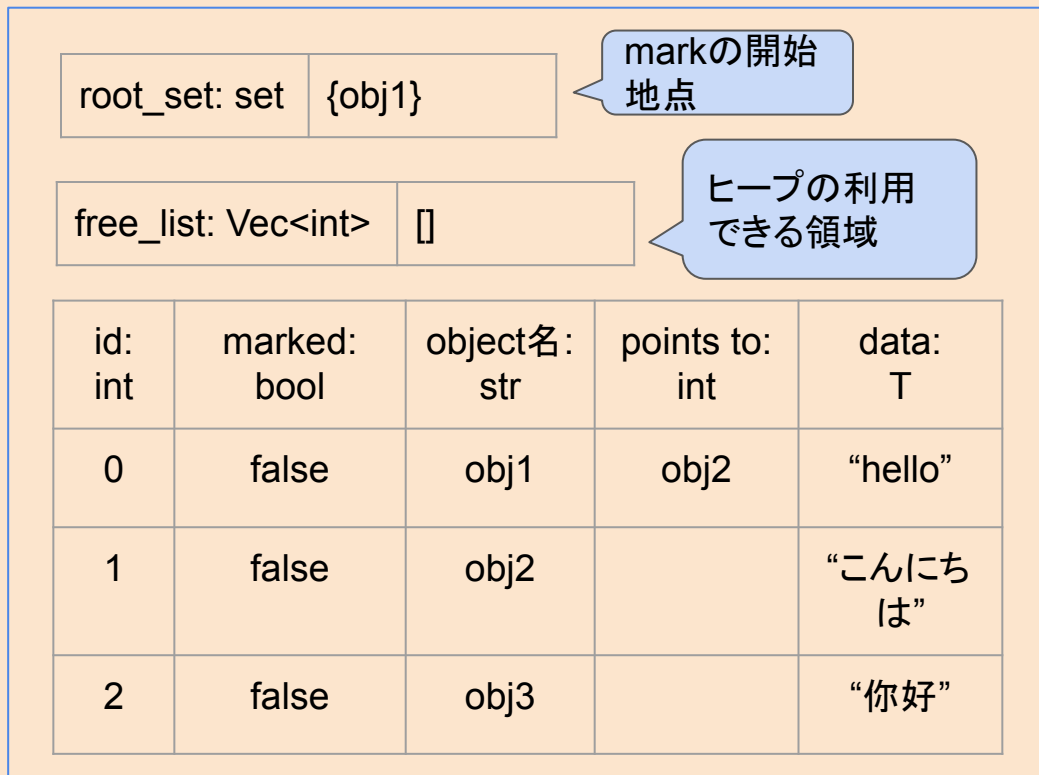 markの開始
地点
root_set: set {obj1}
ヒープの利用
できる領域
free_list: Vec<int> []
id: marked: object名: points to: data:
int bool str int T
0 false obj1 obj2 “hello”
1 false obj2 “こんにち
は”
2 false obj3 “你好”